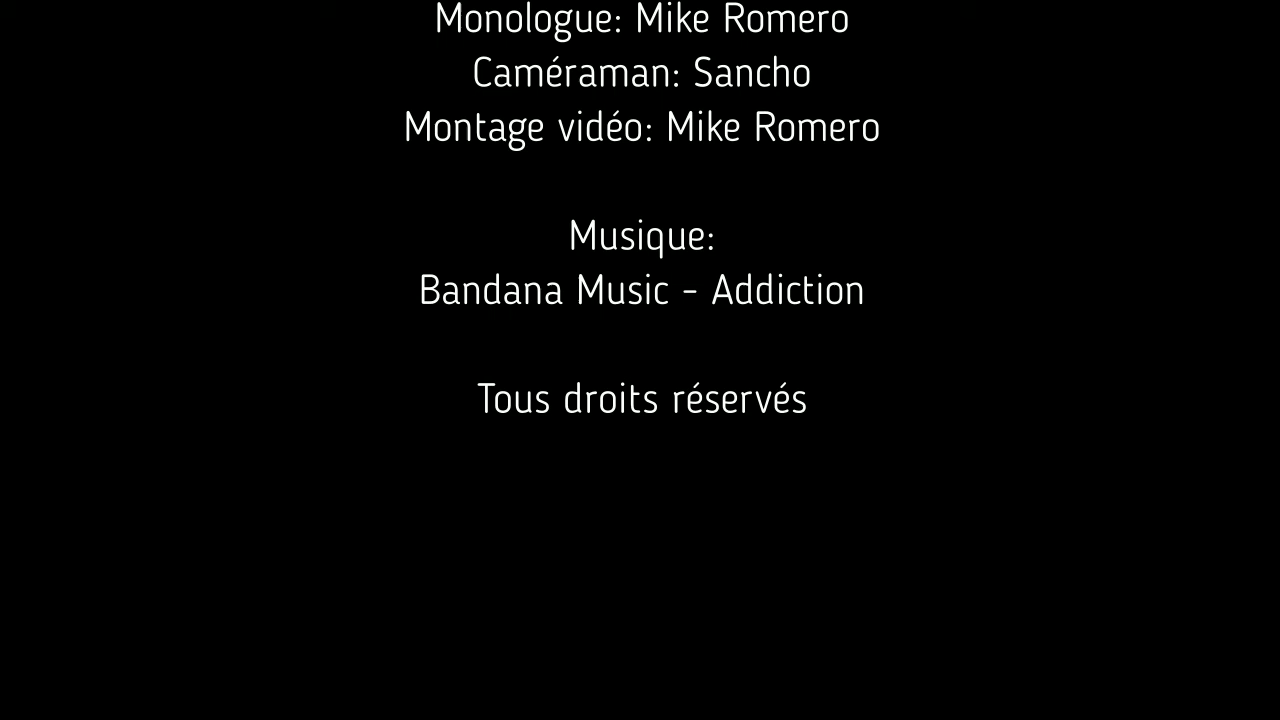 Monologue: Mike Romero
Caméraman: Sancho
Montage vidéo: Mike Romero
Musique:
Bandana Music - Addiction
Tous droits réservés